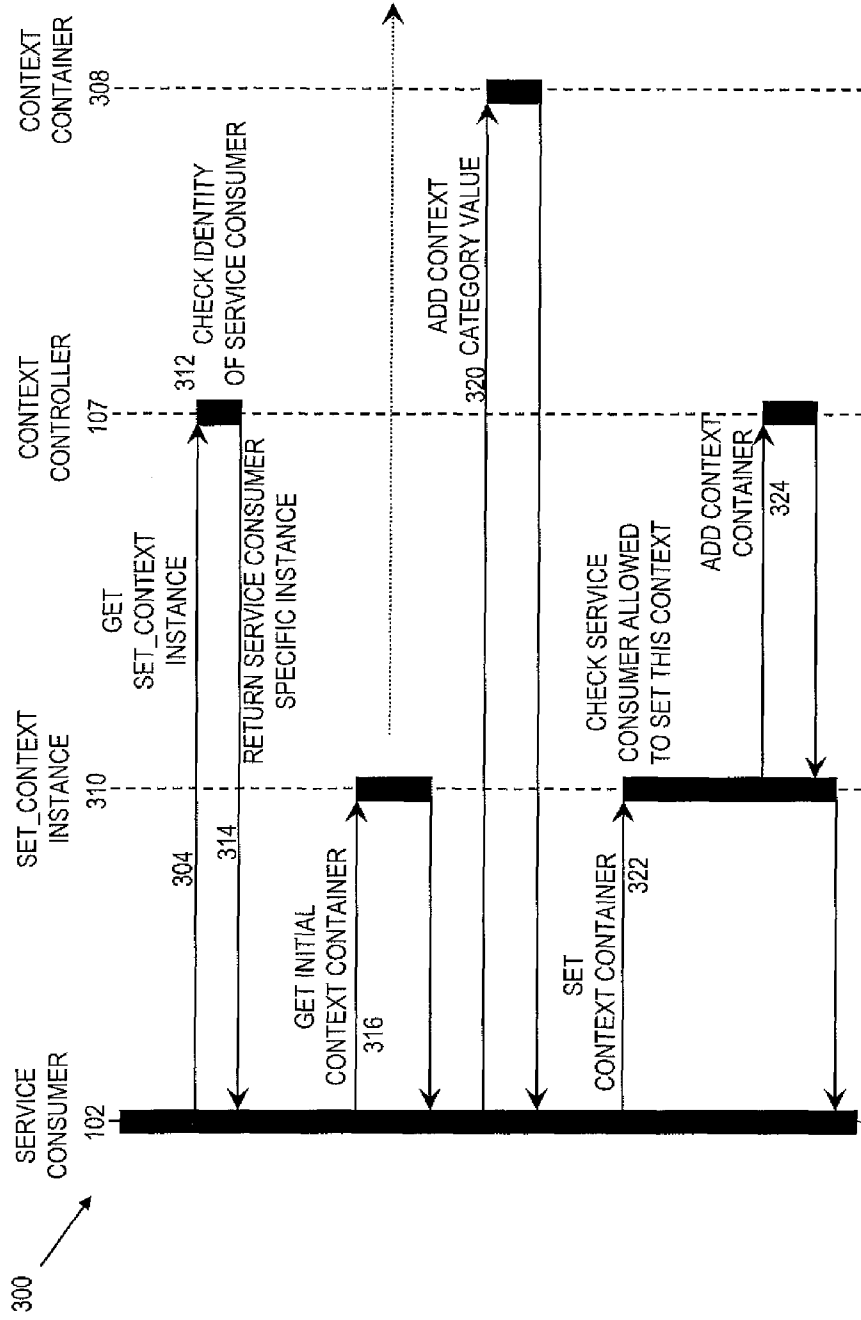 300
SERVICE
CONSUMER
102
SET_CONTEXT
INSTANCE
310
CONTEXT
CONTROLLER
107
CONTEXT
CONTAINER
308
304
GET
SET_CONTEXT
INSTANCE
312
CHECK IDENTITY
OF SERVICE CONSUMER
314
RETURN SERVICE CONSUMER
SPECIFIC INSTANCE
GET INITIAL
CONTEXT CONTAINER
316
ADD CONTEXT
CATEGORY VALUE
320
SET
CONTEXT CONTAINER
322
CHECK SERVICE
CONSUMER ALLOWED
TO SET THIS CONTEXT
ADD CONTEXT
CONTAINER
324